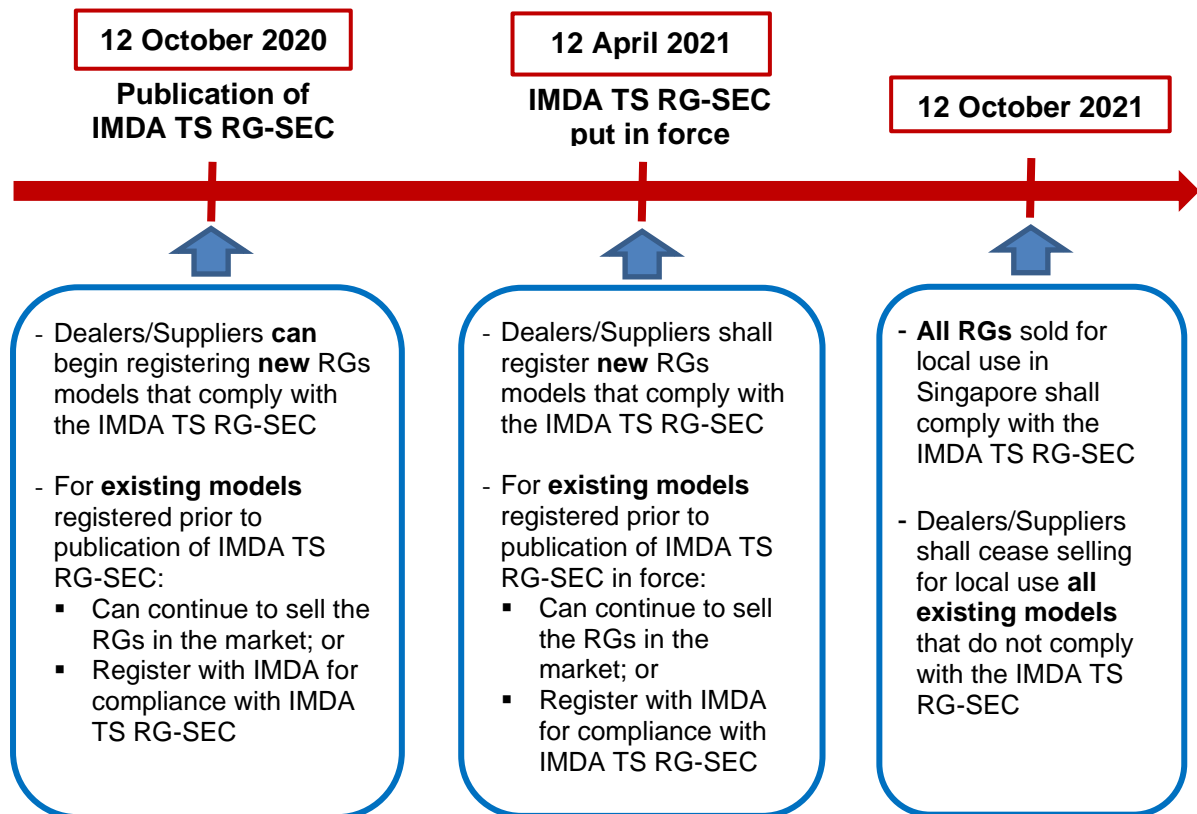 12 October 2020
Publication of
IMDA TS RG-SEC
12 April 2021
IMDA TS RG-SEC
put in force
12 October 2021
- Dealers/Suppliers can
begin registering new RGs
models that comply with
the IMDA TS RG-SEC
- For existing models
registered prior to
publication of IMDA TS
RG-SEC:
▪ Can continue to sell the
RGs in the market; or
▪ Register with IMDA for
compliance with IMDA
TS RG-SEC
- Dealers/Suppliers shall
register new RGs
models that comply with
the IMDA TS RG-SEC
- For existing models
registered prior to
publication of IMDA TS
RG-SEC in force:
▪ Can continue to sell
the RGs in the
market; or
▪ Register with IMDA
for compliance with
IMDA TS RG-SEC
- All RGs sold for
local use in
Singapore shall
comply with the
IMDA TS RG-SEC
- Dealers/Suppliers
shall cease selling
for local use all
existing models
that do not comply
with the IMDA TS
RG-SEC